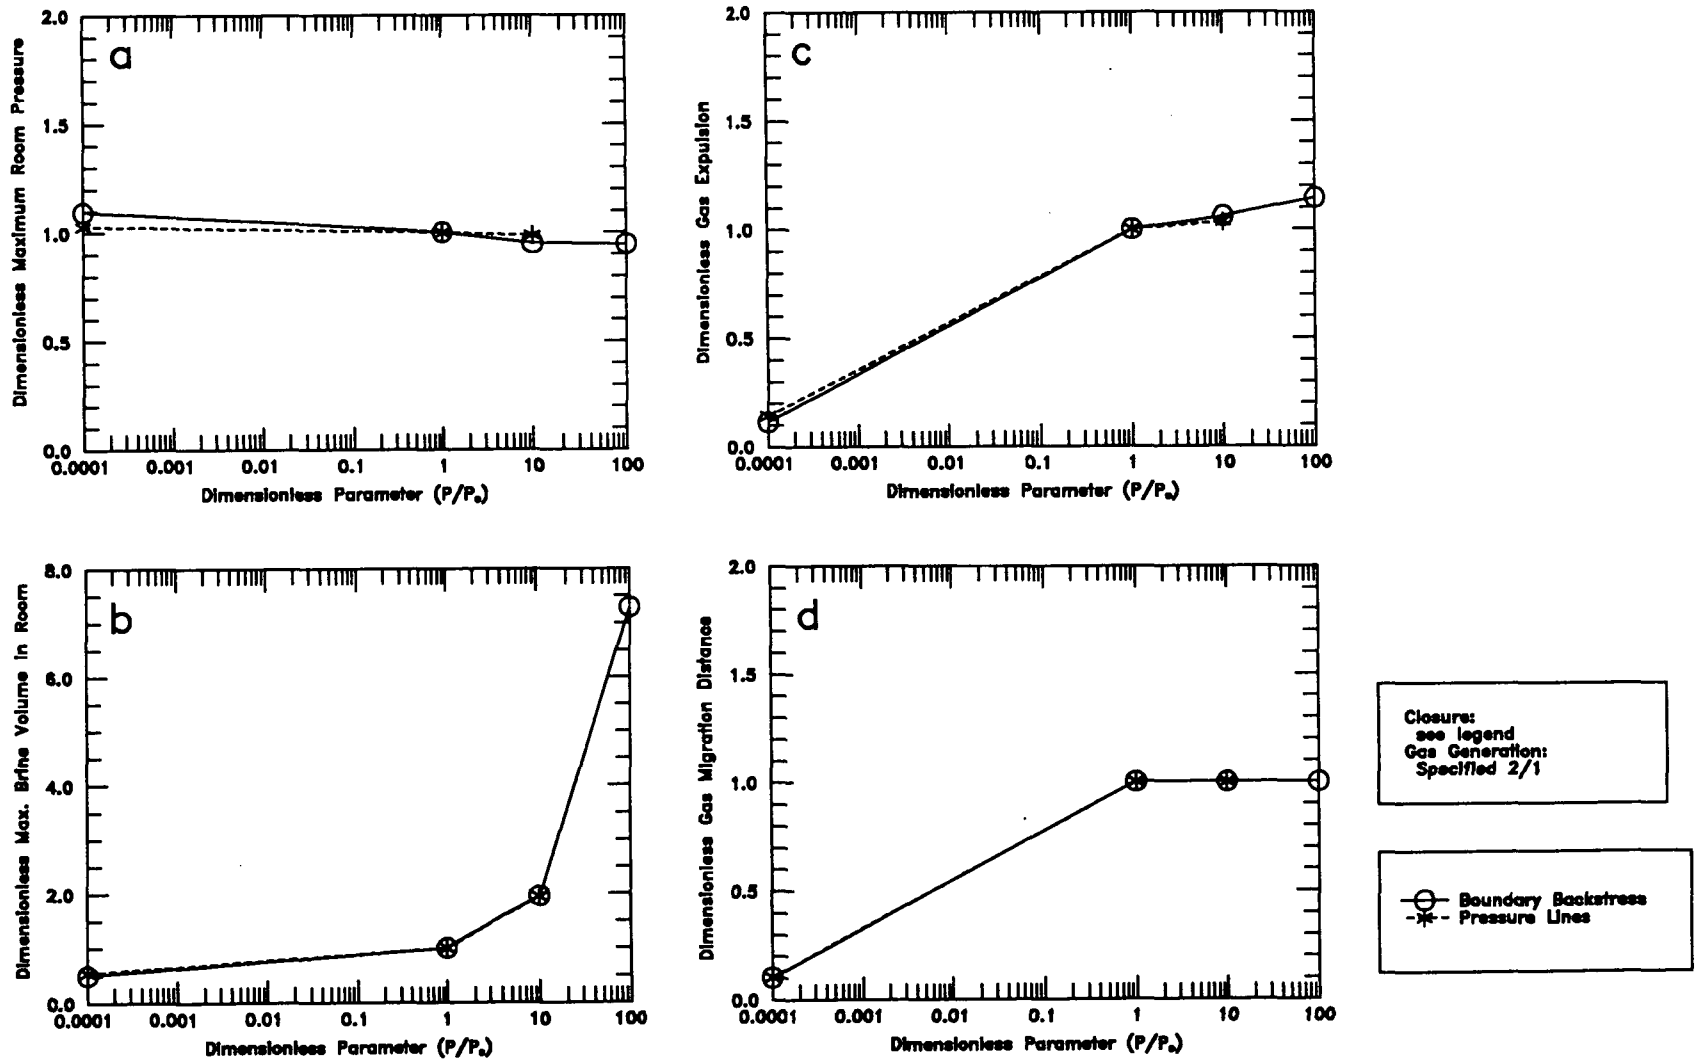 a
2.0
1.5
1.0
0.5
0.0
0.0001
0.001
0.01
0.1
1
10
100
Dimensionless Maximum Room Pressure
Dimensionless Parameter (P/Pₒ)
c
2.0
1.5
1.0
0.5
0.0
0.0001
0.001
0.01
0.1
1
10
100
Dimensionless Gas Expulsion
Dimensionless Parameter (P/Pₒ)
b
8.0
6.0
4.0
2.0
0.0
0.0001
0.001
0.01
0.1
1
10
100
Dimensionless Max. Brine Volume in Room
Dimensionless Parameter (P/Pₒ)
d
2.0
1.5
1.0
0.5
0.0
0.0001
0.001
0.01
0.1
1
10
100
Dimensionless Gas Migration Distance
Dimensionless Parameter (P/Pₒ)
Closure:
see legend
Gas Generation:
Specified 2/1
Boundary Backstress
Pressure Lines